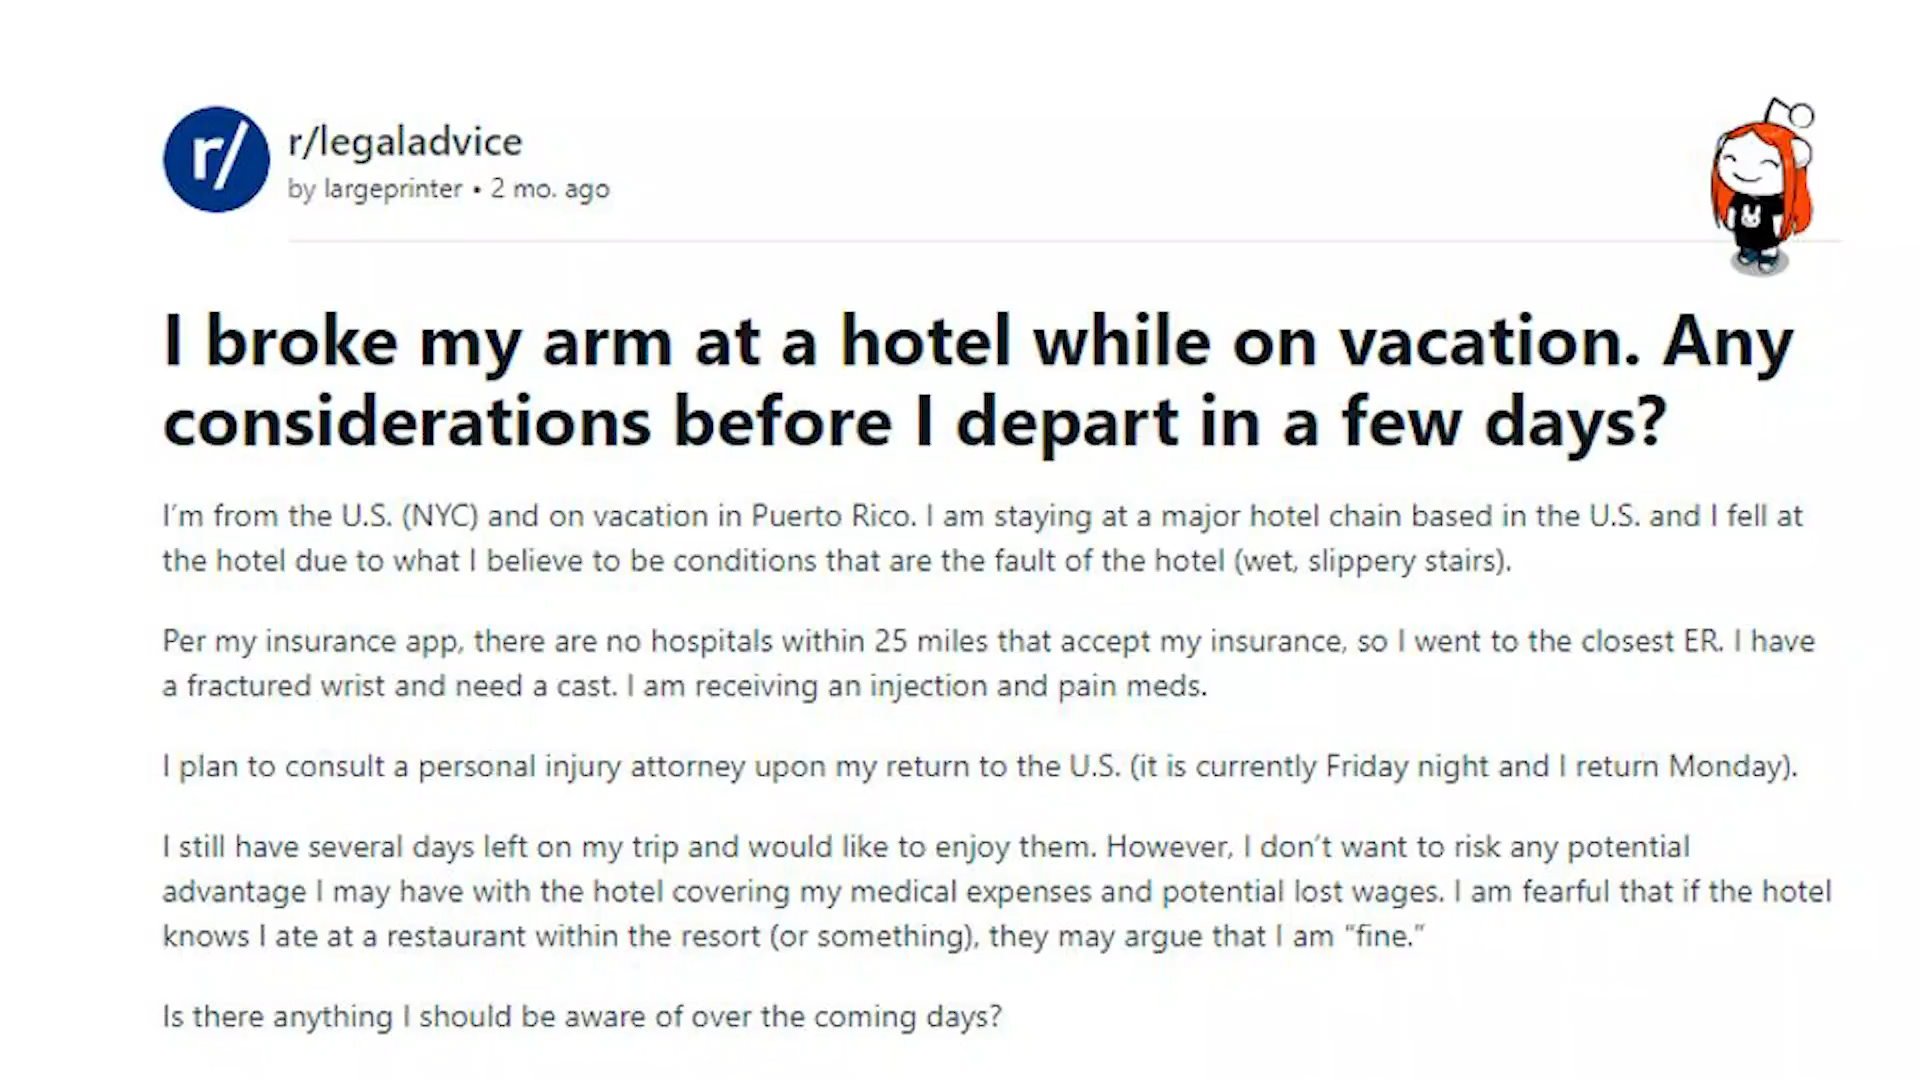 r/
r/legaladvice
by largeprinter • 2 mo. ago
I broke my arm at a hotel while on vacation. Any
considerations before I depart in a few days?
I’m from the U.S. (NYC) and on vacation in Puerto Rico. I am staying at a major hotel chain based in the U.S. and I fell at
the hotel due to what I believe to be conditions that are the fault of the hotel (wet, slippery stairs).
Per my insurance app, there are no hospitals within 25 miles that accept my insurance, so I went to the closest ER. I have
a fractured wrist and need a cast. I am receiving an injection and pain meds.
I plan to consult a personal injury attorney upon my return to the U.S. (it is currently Friday night and I return Monday).
I still have several days left on my trip and would like to enjoy them. However, I don’t want to risk any potential
advantage I may have with the hotel covering my medical expenses and potential lost wages. I am fearful that if the hotel
knows I ate at a restaurant within the resort (or something), they may argue that I am “fine.”
Is there anything I should be aware of over the coming days?